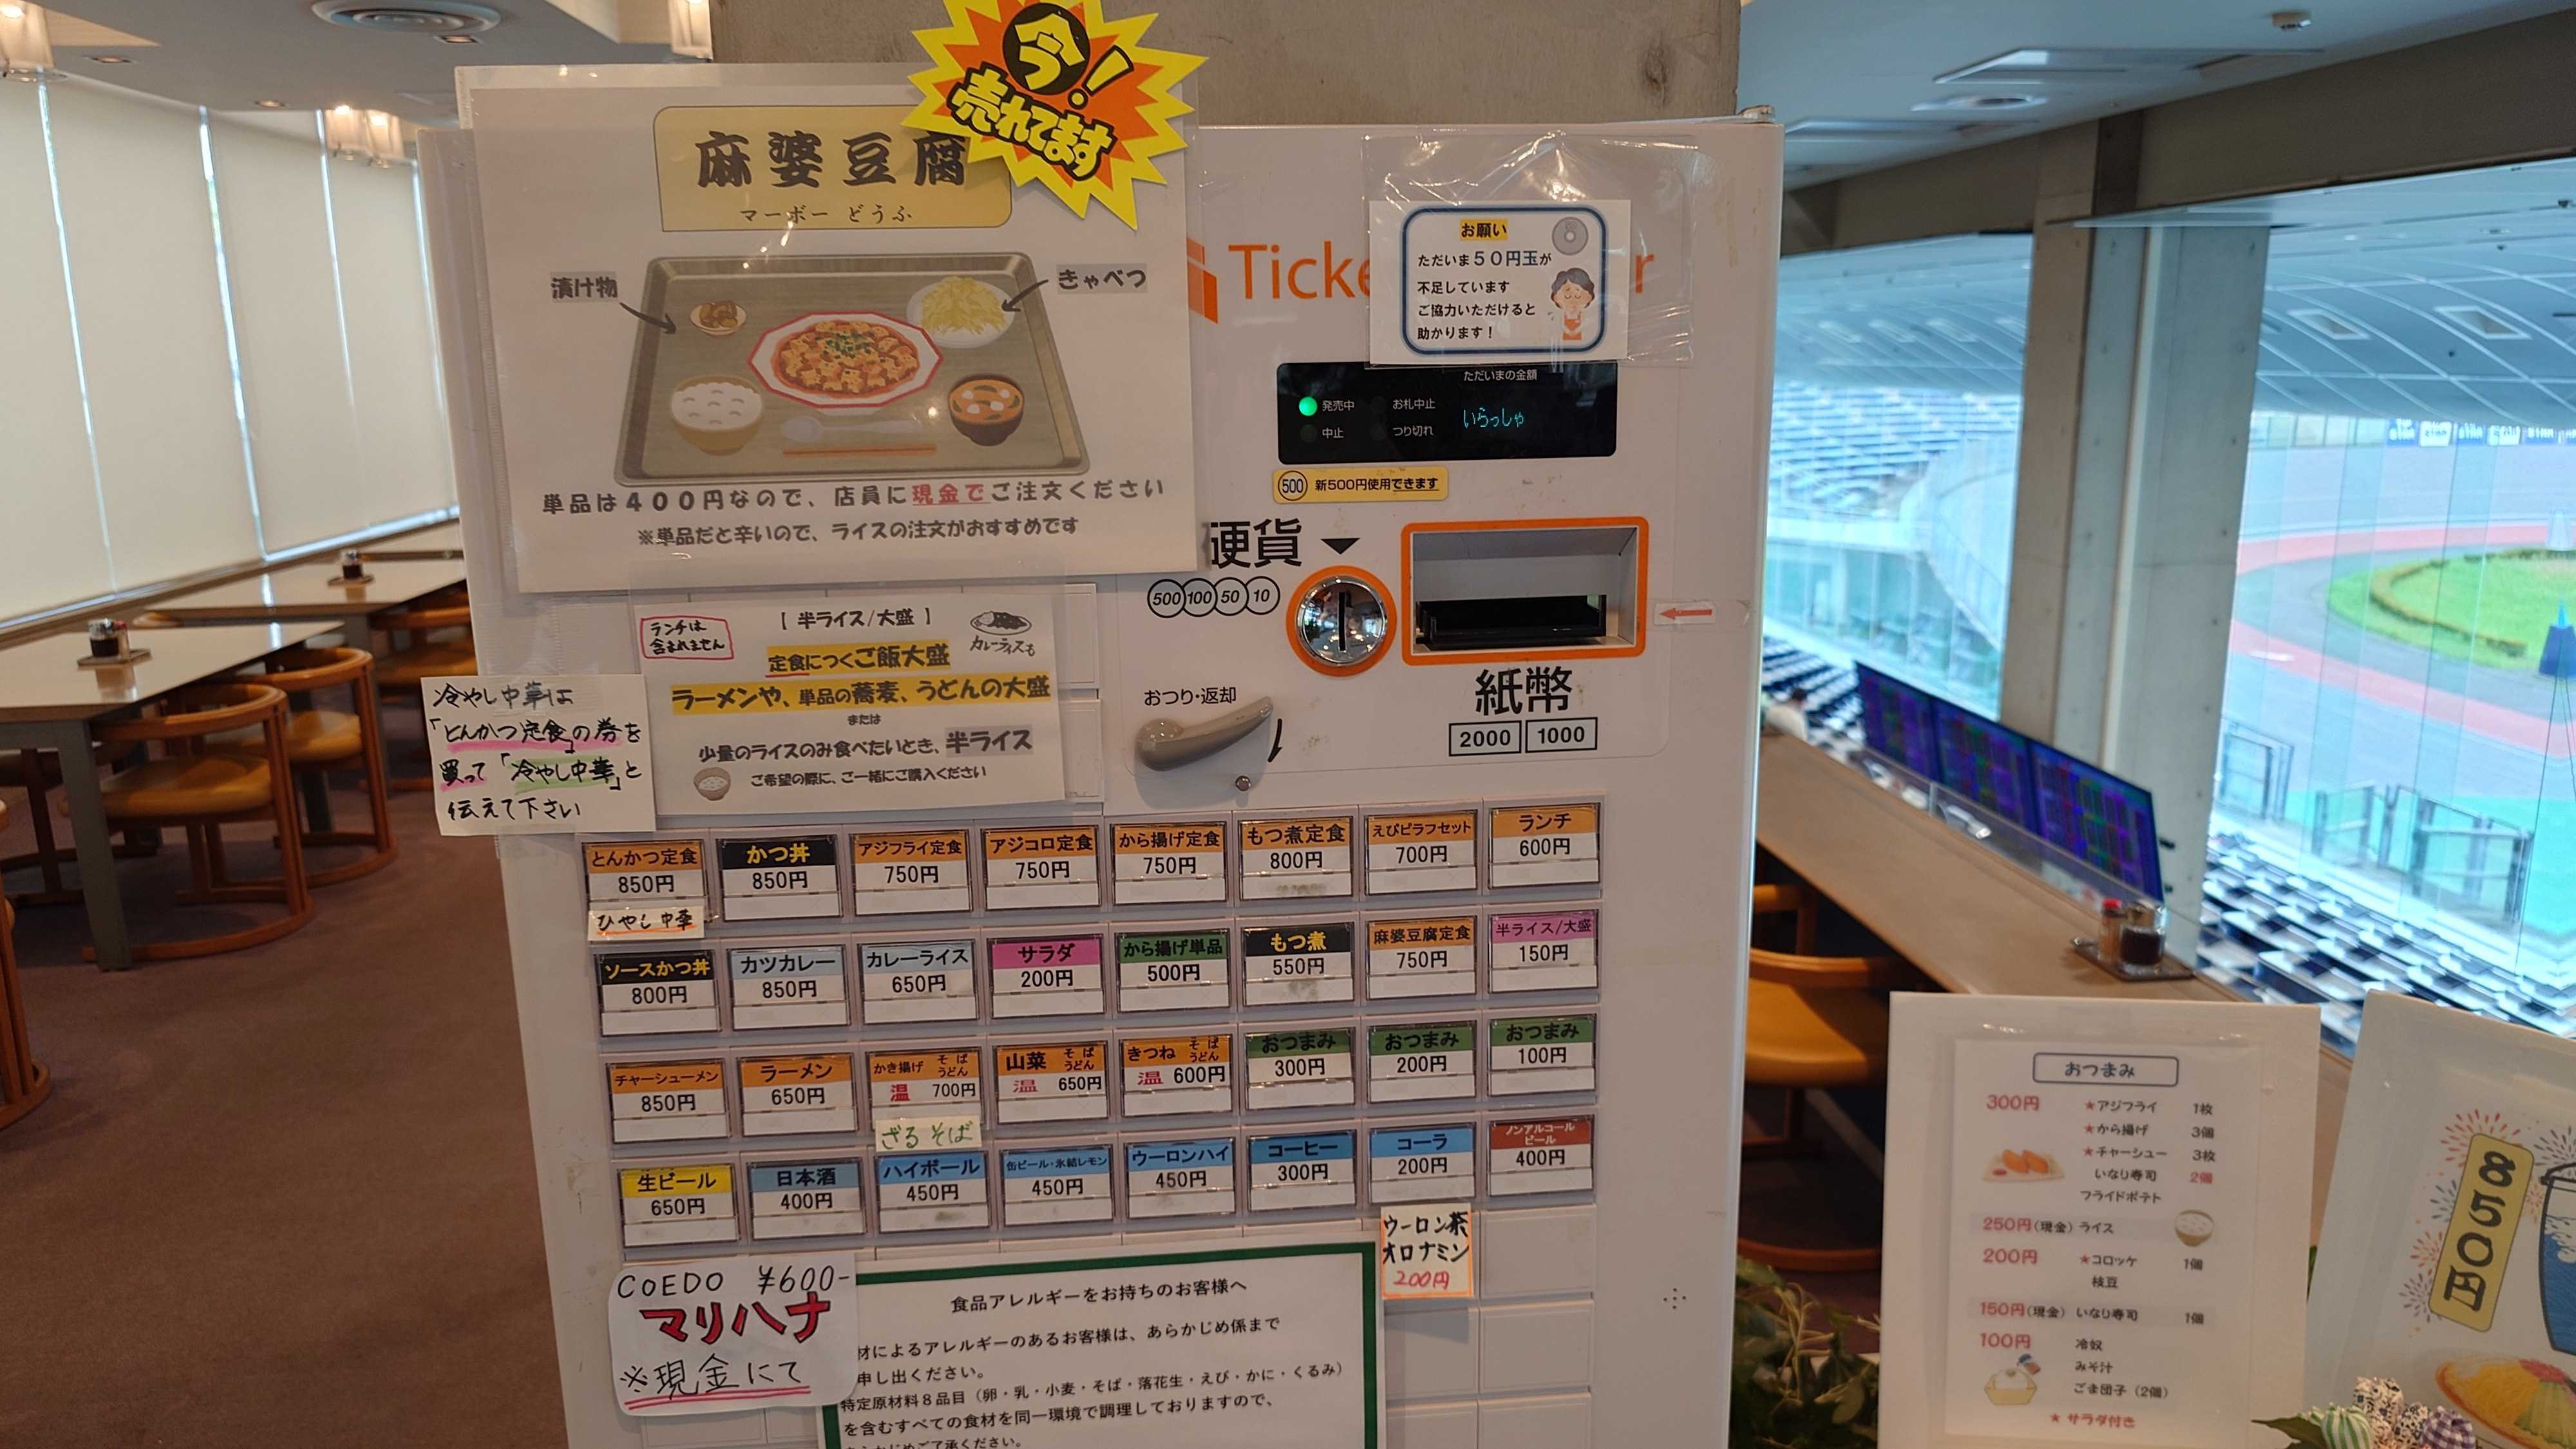 今!
売れてます
麻婆豆腐
マーボー どうふ
漬け物
きゃべつ
単品は400円なので、店員に現金でご注文ください
※単品だと辛いので、ライスの注文がおすすめです
Ticke
r
お願い
ただいま50円玉が
不足しています
ご協力いただけると
助かります!
ただいまの金額
発売中
お札中止
中止
つり切れ
いらっしゃ
500 新500円使用できます
硬貨
500 100 50 10
おつり・返却
紙幣
2000 1000
ランチは
含まれません
【 半ライス/大盛 】
カレーライスも
定食につくご飯大盛
ラーメンや、単品の蕎麦、うどんの大盛
または
少量のライスのみ食べたいとき、半ライス
ご希望の際に、ご一緒にご購入ください
冷やし中華は
「とんかつ定食」の券を
買って「冷やし中華」と
伝えて下さい
とんかつ定食
850円
ひやし中華
かつ丼
850円
アジフライ定食
750円
アジコロ定食
750円
から揚げ定食
750円
もつ煮定食
800円
えびピラフセット
700円
ランチ
600円
ソースかつ丼
800円
カツカレー
850円
カレーライス
650円
サラダ
200円
から揚げ単品
500円
もつ煮
550円
麻婆豆腐定食
750円
半ライス/大盛
150円
チャーシューメン
850円
ラーメン
650円
かき揚げ そば うどん
温 700円
ざるそば
山菜 そば うどん
温 650円
きつね そば うどん
温 600円
おつまみ
300円
おつまみ
200円
おつまみ
100円
生ビール
650円
日本酒
400円
ハイボール
450円
缶ビール・氷結レモン
450円
ウーロンハイ
450円
コーヒー
300円
コーラ
200円
ノンアルコール
ビール
400円
ウーロン茶
オロナミン
200円
COEDO ¥600-
マリハナ
※現金にて
食品アレルギーをお持ちのお客様へ
材によるアレルギーのあるお客様は、あらかじめ係まで
申し出ください。
特定原材料8品目(卵・乳・小麦・そば・落花生・えび・かに・くるみ)
を含むすべての食材を同一環境で調理しておりますので、
めご了承ください。
おつまみ
300円 ★アジフライ 1枚
★から揚げ 3個
★チャーシュー 3枚
いなり寿司 2個
フライドポテト
250円(現金) ライス
200円 ★コロッケ 1個
枝豆
150円(現金) いなり寿司 1個
100円 冷奴
みそ汁
ごま団子(2個)
★サラダ付き
850円